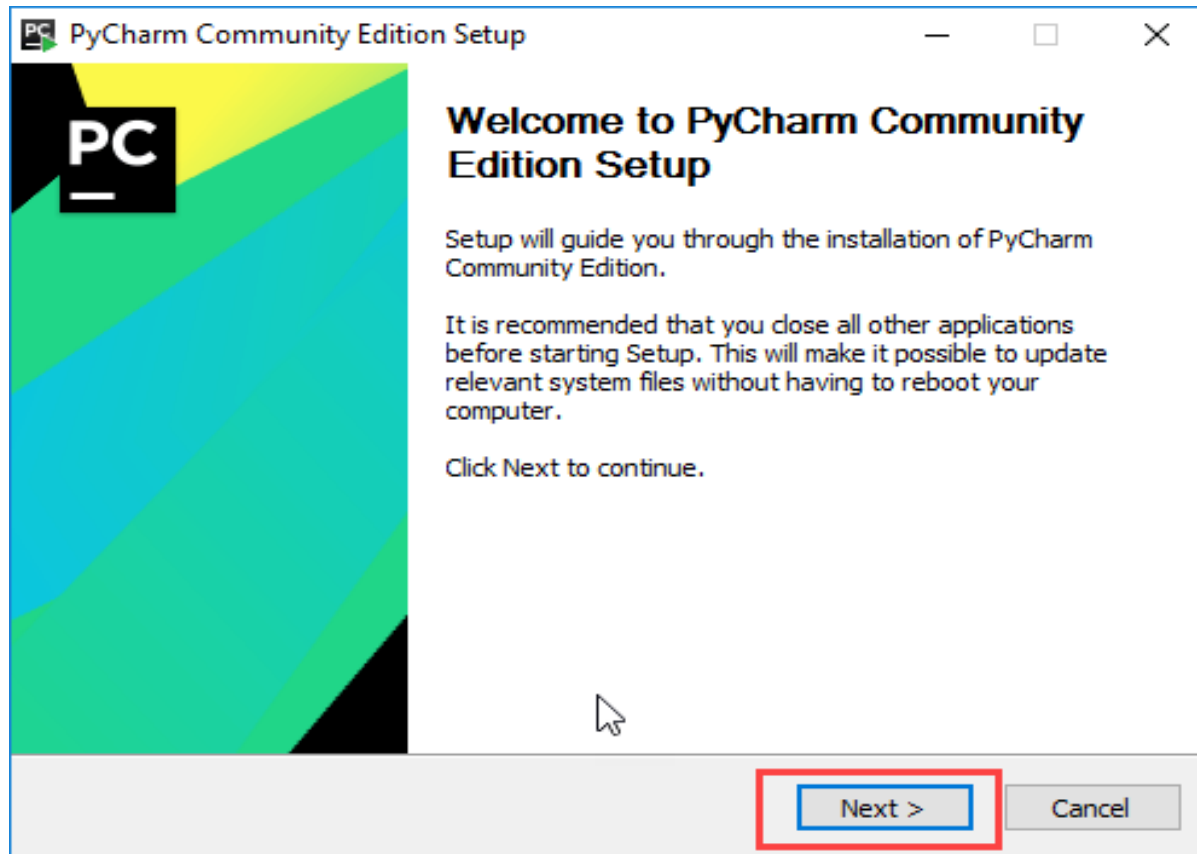 PyCharm Community Edition Setup
PC
Welcome to PyCharm Community
Edition Setup
Setup will guide you through the installation of PyCharm
Community Edition.
It is recommended that you close all other applications
before starting Setup. This will make it possible to update
relevant system files without having to reboot your
computer.
Click Next to continue.
Next >
Cancel